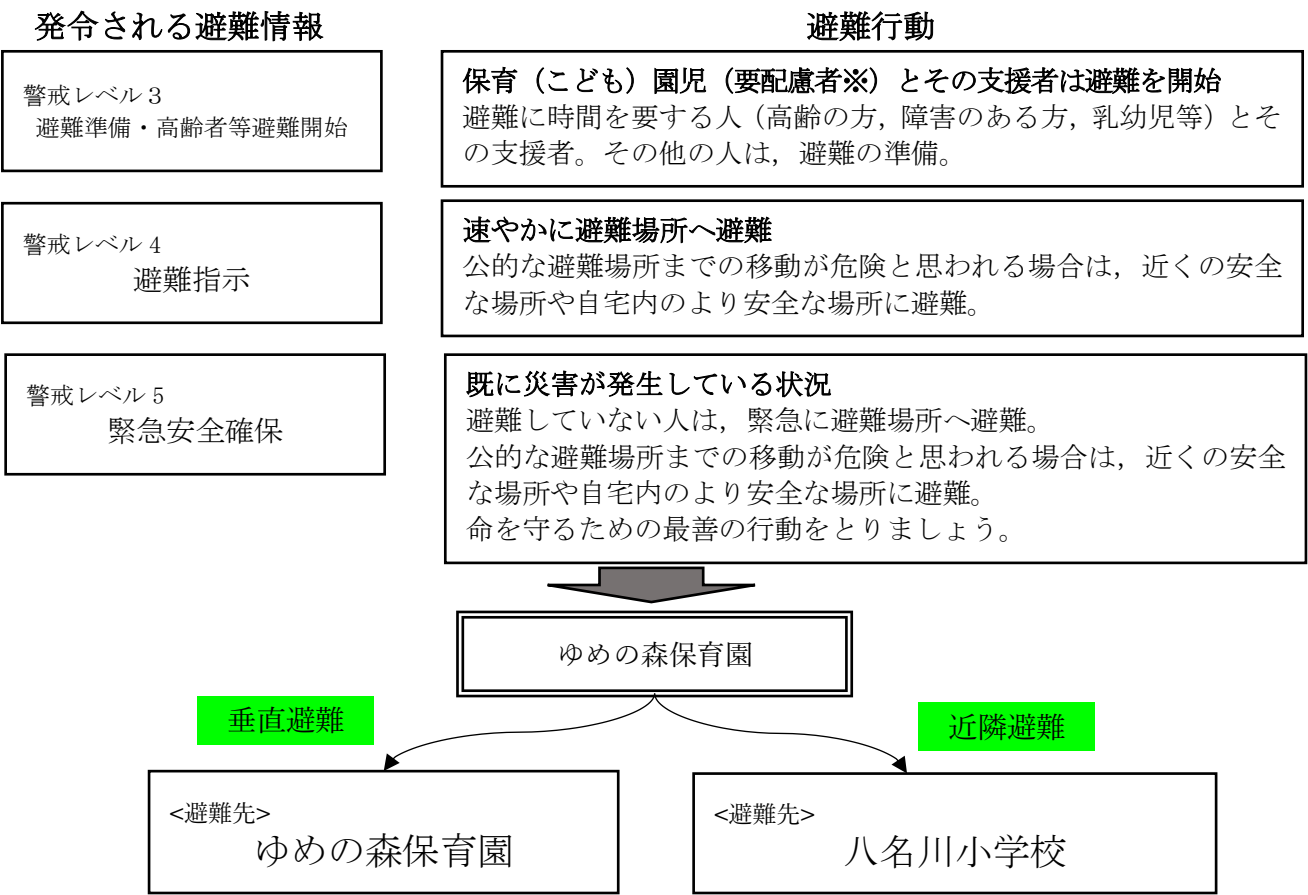 発令される避難情報
避難行動
警戒レベル３
避難準備・高齢者等避難開始
保育（こども）園児（要配慮者※）とその支援者は避難を開始
避難に時間を要する人（高齢の方，障害のある方，乳幼児等）とそ
の支援者。その他の人は，避難の準備。
警戒レベル 4
避難指示
速やかに避難場所へ避難
公的な避難場所までの移動が危険と思われる場合は，近くの安全
な場所や自宅内のより安全な場所に避難。
警戒レベル 5
緊急安全確保
既に災害が発生している状況
避難していない人は，緊急に避難場所へ避難。
公的な避難場所までの移動が危険と思われる場合は，近くの安全
な場所や自宅内のより安全な場所に避難。
命を守るための最善の行動をとりましょう。
ゆめの森保育園
垂直避難
近隣避難
<避難先>
ゆめの森保育園
<避難先>
八名川小学校